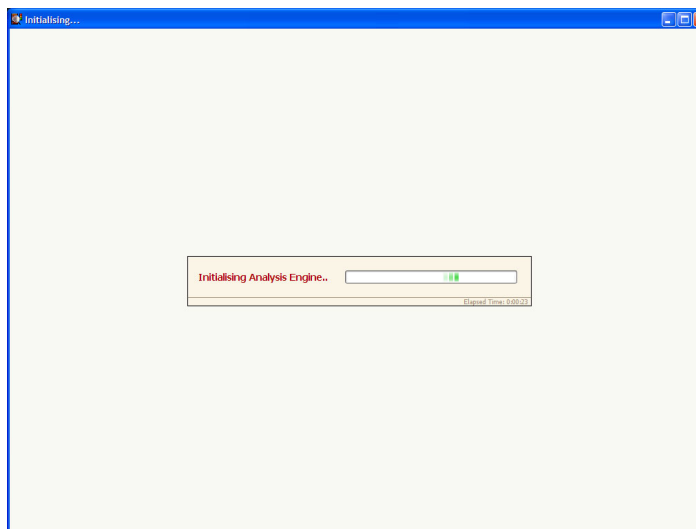 Initialising...
Initialising Analysis Engine..
Elapsed Time: 0:00:23